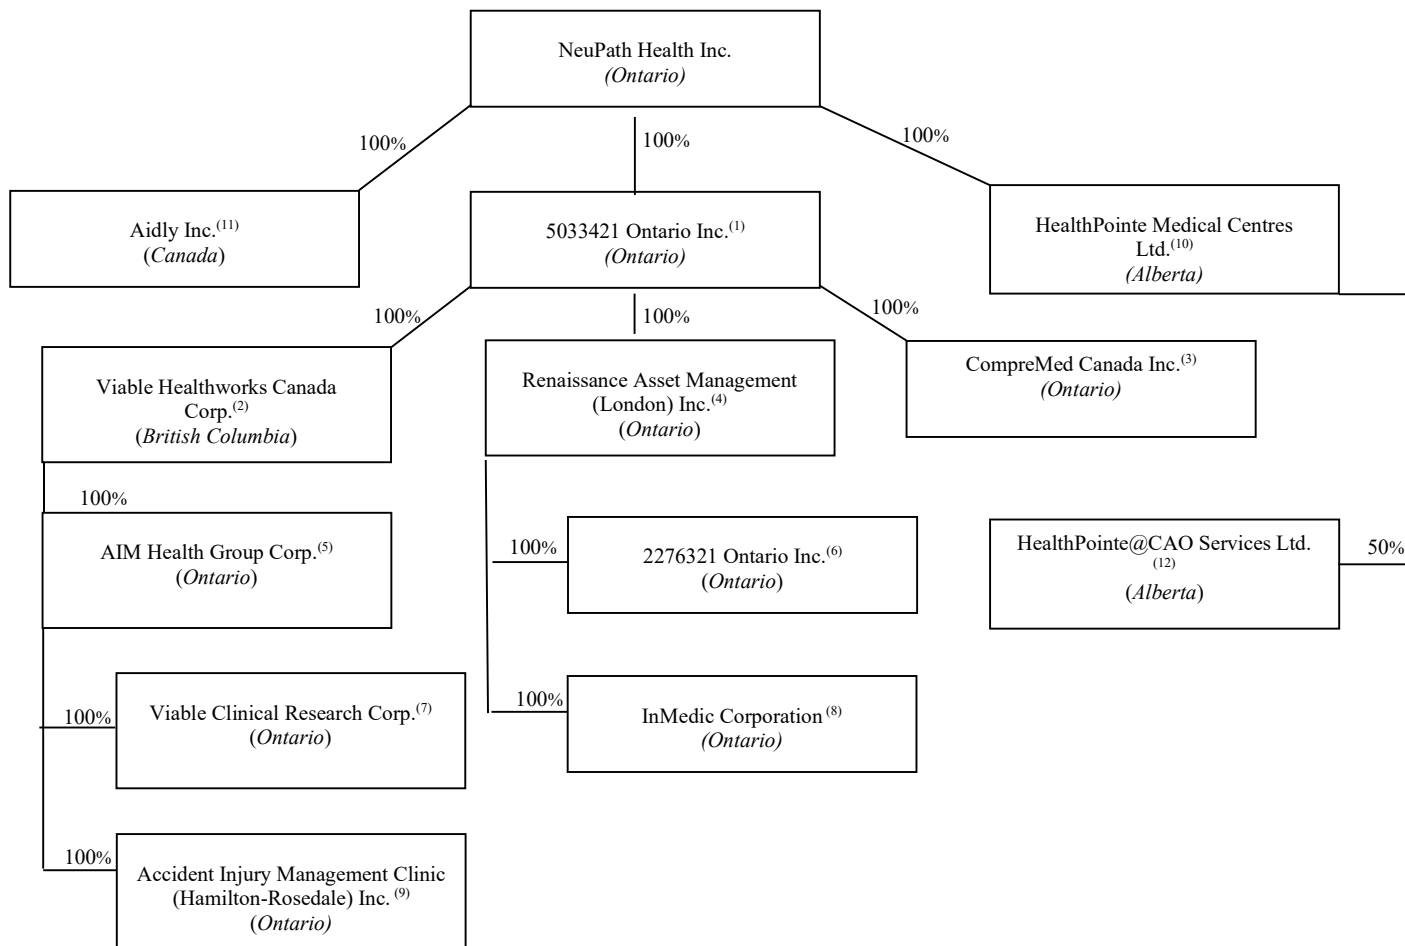 NeuPath Health Inc.
(Ontario)
100%
100%
100%
Aidly Inc.(11)
(Canada)
5033421 Ontario Inc.(1)
(Ontario)
HealthPointe Medical Centres
Ltd.(10)
(Alberta)
100%
100%
100%
Viable Healthworks Canada
Corp.(2)
(British Columbia)
Renaissance Asset Management
(London) Inc.(4)
(Ontario)
CompreMed Canada Inc.(3)
(Ontario)
100%
AIM Health Group Corp.(5)
(Ontario)
100%
2276321 Ontario Inc.(6)
(Ontario)
HealthPointe@CAO Services Ltd.
(12)
(Alberta)
50%
100%
Viable Clinical Research Corp.(7)
(Ontario)
100%
InMedic Corporation (8)
(Ontario)
100%
Accident Injury Management Clinic
(Hamilton-Rosedale) Inc. (9)
(Ontario)